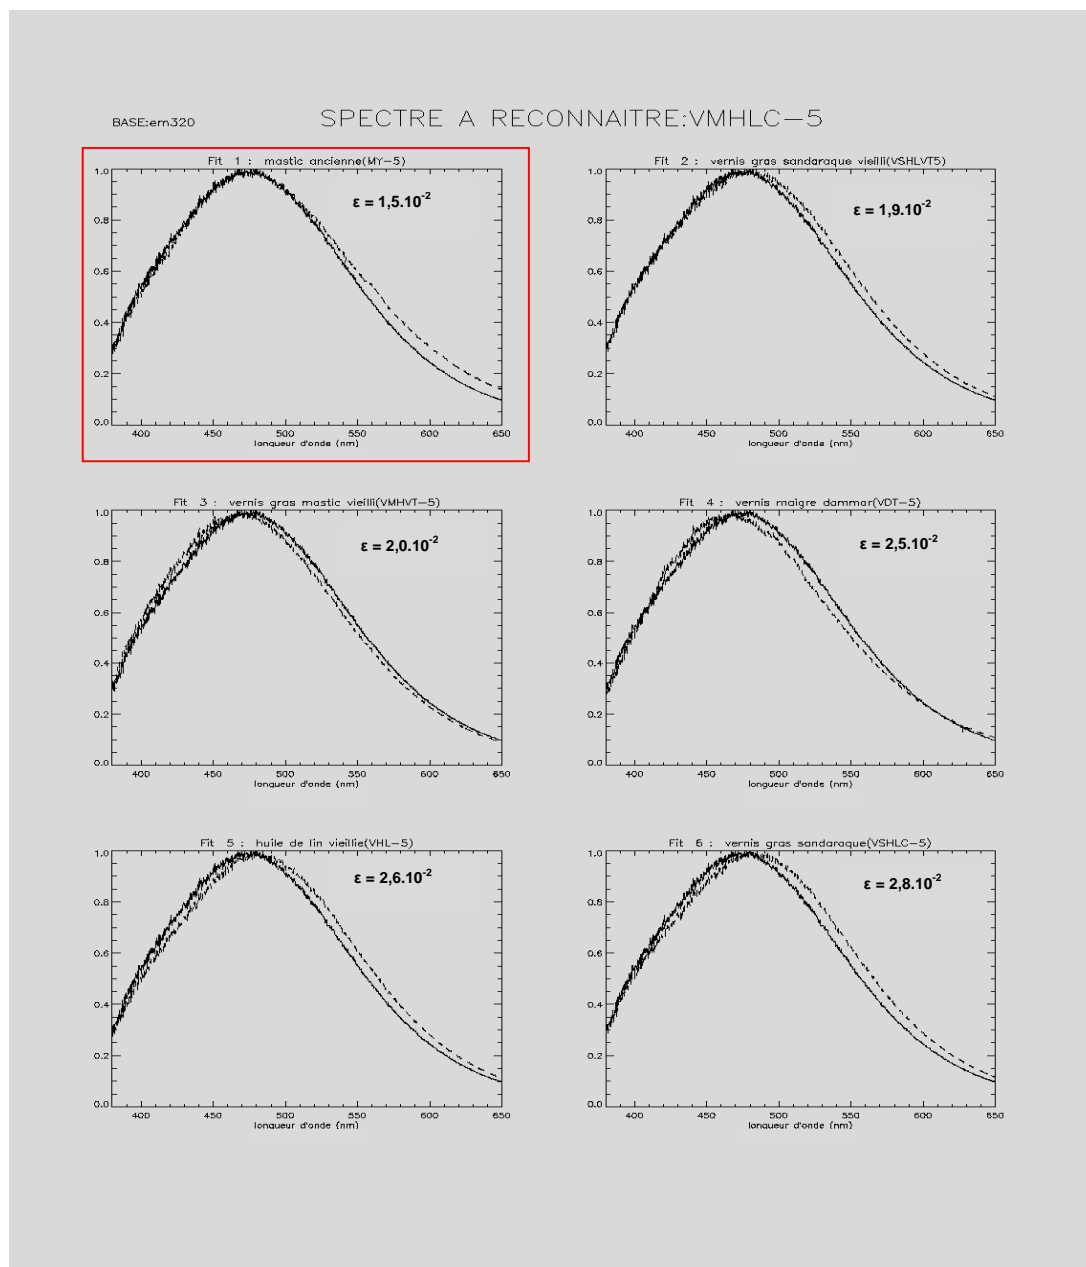 BASE:em320
SPECTRE A RECONNAITRE:VMHLC-5
Fit 1 : mastic ancienne(MY-5)
ε = 1,5.10-2
1.0
0.8
0.6
0.4
0.2
0.0
400 450 500 550 600 650
longueur d'onde (nm)
Fit 2 : vernis gras sandaraque vieilli(VSHLVT5)
ε = 1,9.10-2
1.0
0.8
0.6
0.4
0.2
0.0
400 450 500 550 600 650
longueur d'onde (nm)
Fit 3 : vernis gras mastic vieilli(VMHVT-5)
ε = 2,0.10-2
1.0
0.8
0.6
0.4
0.2
0.0
400 450 500 550 600 650
longueur d'onde (nm)
Fit 4 : vernis maigre dammar(VDT-5)
ε = 2,5.10-2
1.0
0.8
0.6
0.4
0.2
0.0
400 450 500 550 600 650
longueur d'onde (nm)
Fit 5 : huile de lin vieillie(VHL-5)
ε = 2,6.10-2
1.0
0.8
0.6
0.4
0.2
0.0
400 450 500 550 600 650
longueur d'onde (nm)
Fit 6 : vernis gras sandaraque(VSHLC-5)
ε = 2,8.10-2
1.0
0.8
0.6
0.4
0.2
0.0
400 450 500 550 600 650
longueur d'onde (nm)